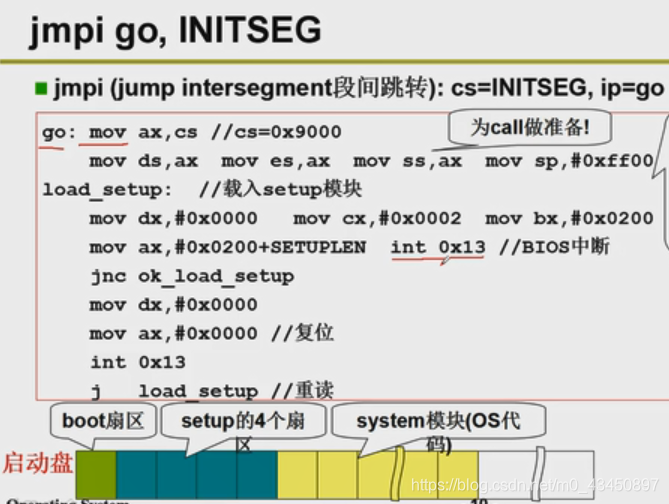 jmpi go, INITSEG
jmpi (jump intersegment段间跳转): cs=INITSEG, ip=go
为call做准备!
go: mov ax,cs //cs=0x9000
mov ds,ax mov es,ax mov ss,ax mov sp,#0xff00
load_setup: //载入setup模块
mov dx,#0x0000 mov cx,#0x0002 mov bx,#0x0200
mov ax,#0x0200+SETUPLEN int 0x13 //BIOS中断
jnc ok_load_setup
mov dx,#0x0000
mov ax,#0x0000 //复位
int 0x13
j load_setup //重读
boot扇区
setup的4个扇
区
system模块(OS代
码)
启动盘
https://blog.csdn.net/m0_43450897
Operating System